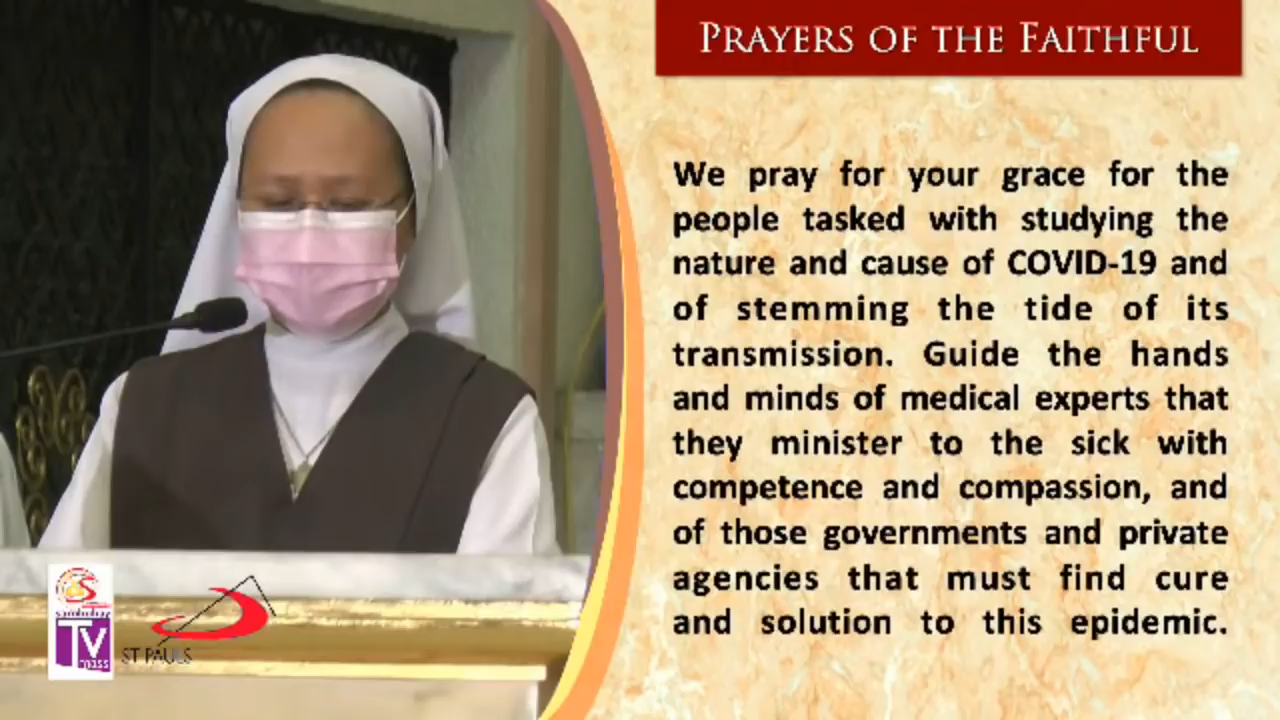 PRAYERS OF THE FAITHFUL
We pray for your grace for the
people tasked with studying the
nature and cause of COVID-19 and
of stemming the tide of its
transmission. Guide the hands
and minds of medical experts that
they minister to the sick with
competence and compassion, and
of those governments and private
agencies that must find cure
and solution to this epidemic.
sambuhay
TV
mass
ST PAULS